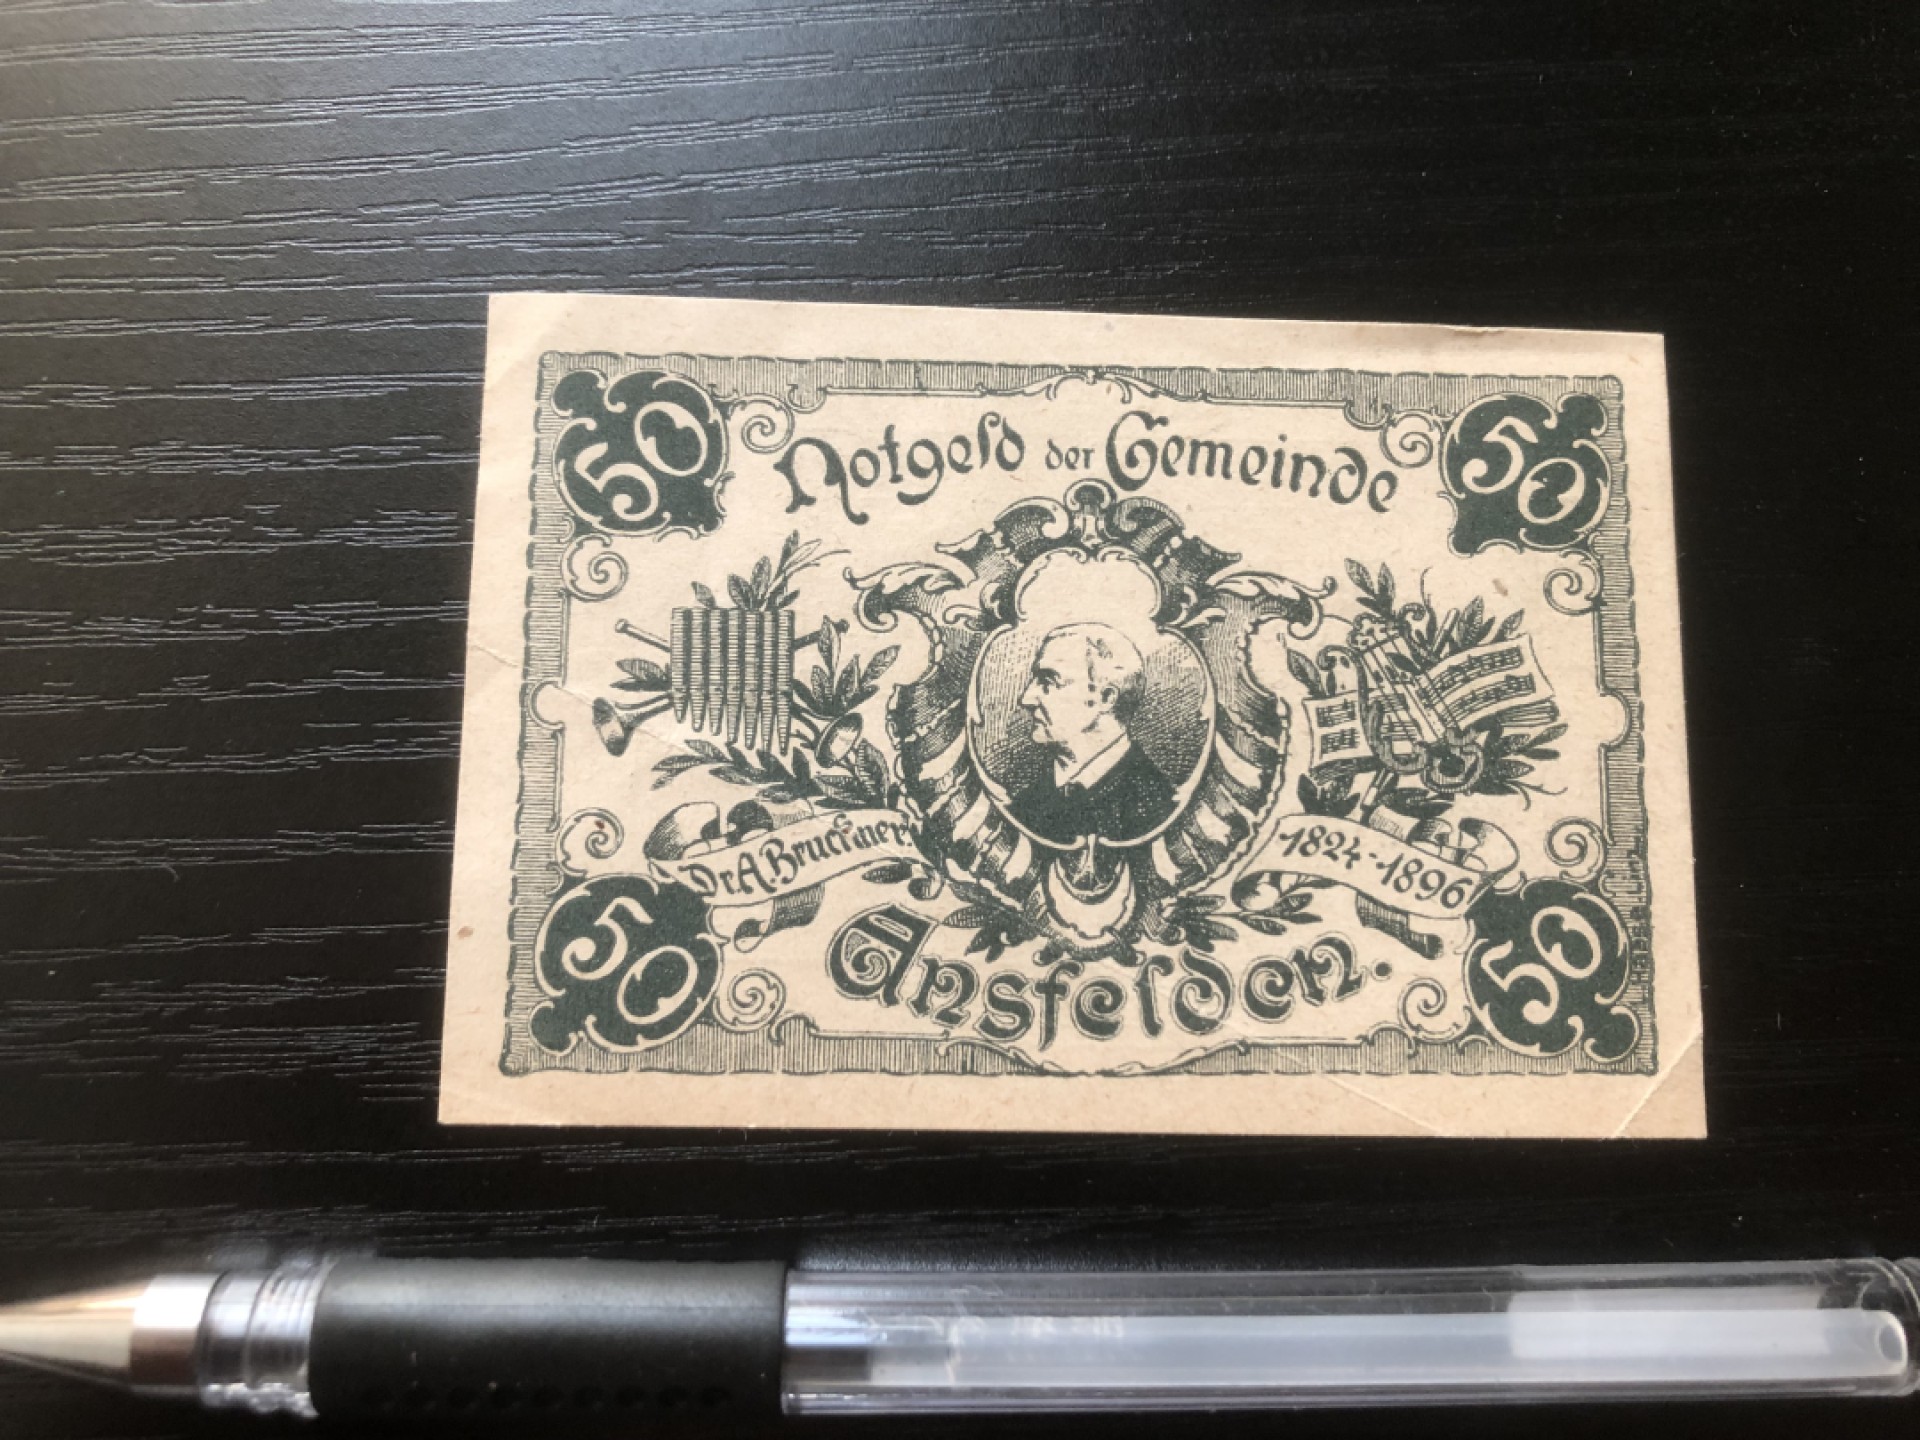 50 50
Notgeld der Gemeinde
Dr. A. Bruckner. 1824-1896
Ansfelden.
50 50